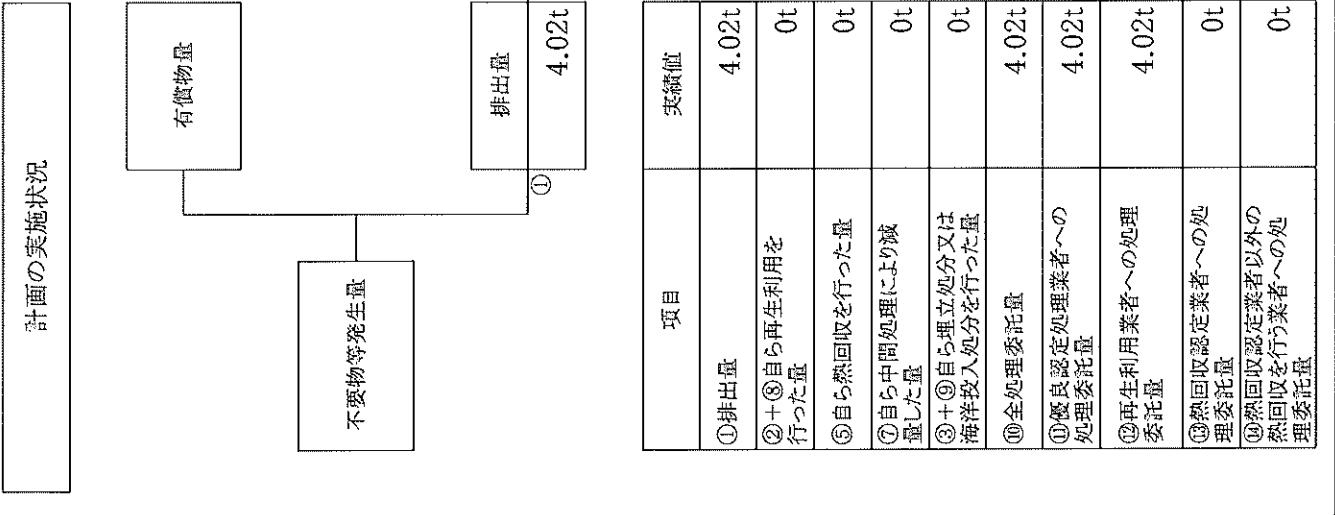 計画の実施状況
有償物量
不要物等発生量
排出量
①
4.02t
項目
実績値
①排出量
4.02t
②+⑧自ら再生利用を
行った量
0t
⑤自ら熱回収を行った量
0t
⑦自ら中間処理により減
量した量
0t
③+⑨自ら埋立処分又は
海洋投入処分を行った量
0t
⑩全処理委託量
4.02t
⑪優良認定処理業者への
処理委託量
4.02t
⑫再生利用業者への処理
委託量
4.02t
⑬熱回収認定業者への処
理委託量
0t
⑭熱回収認定業者以外の
熱回収を行う業者への処
理委託量
0t